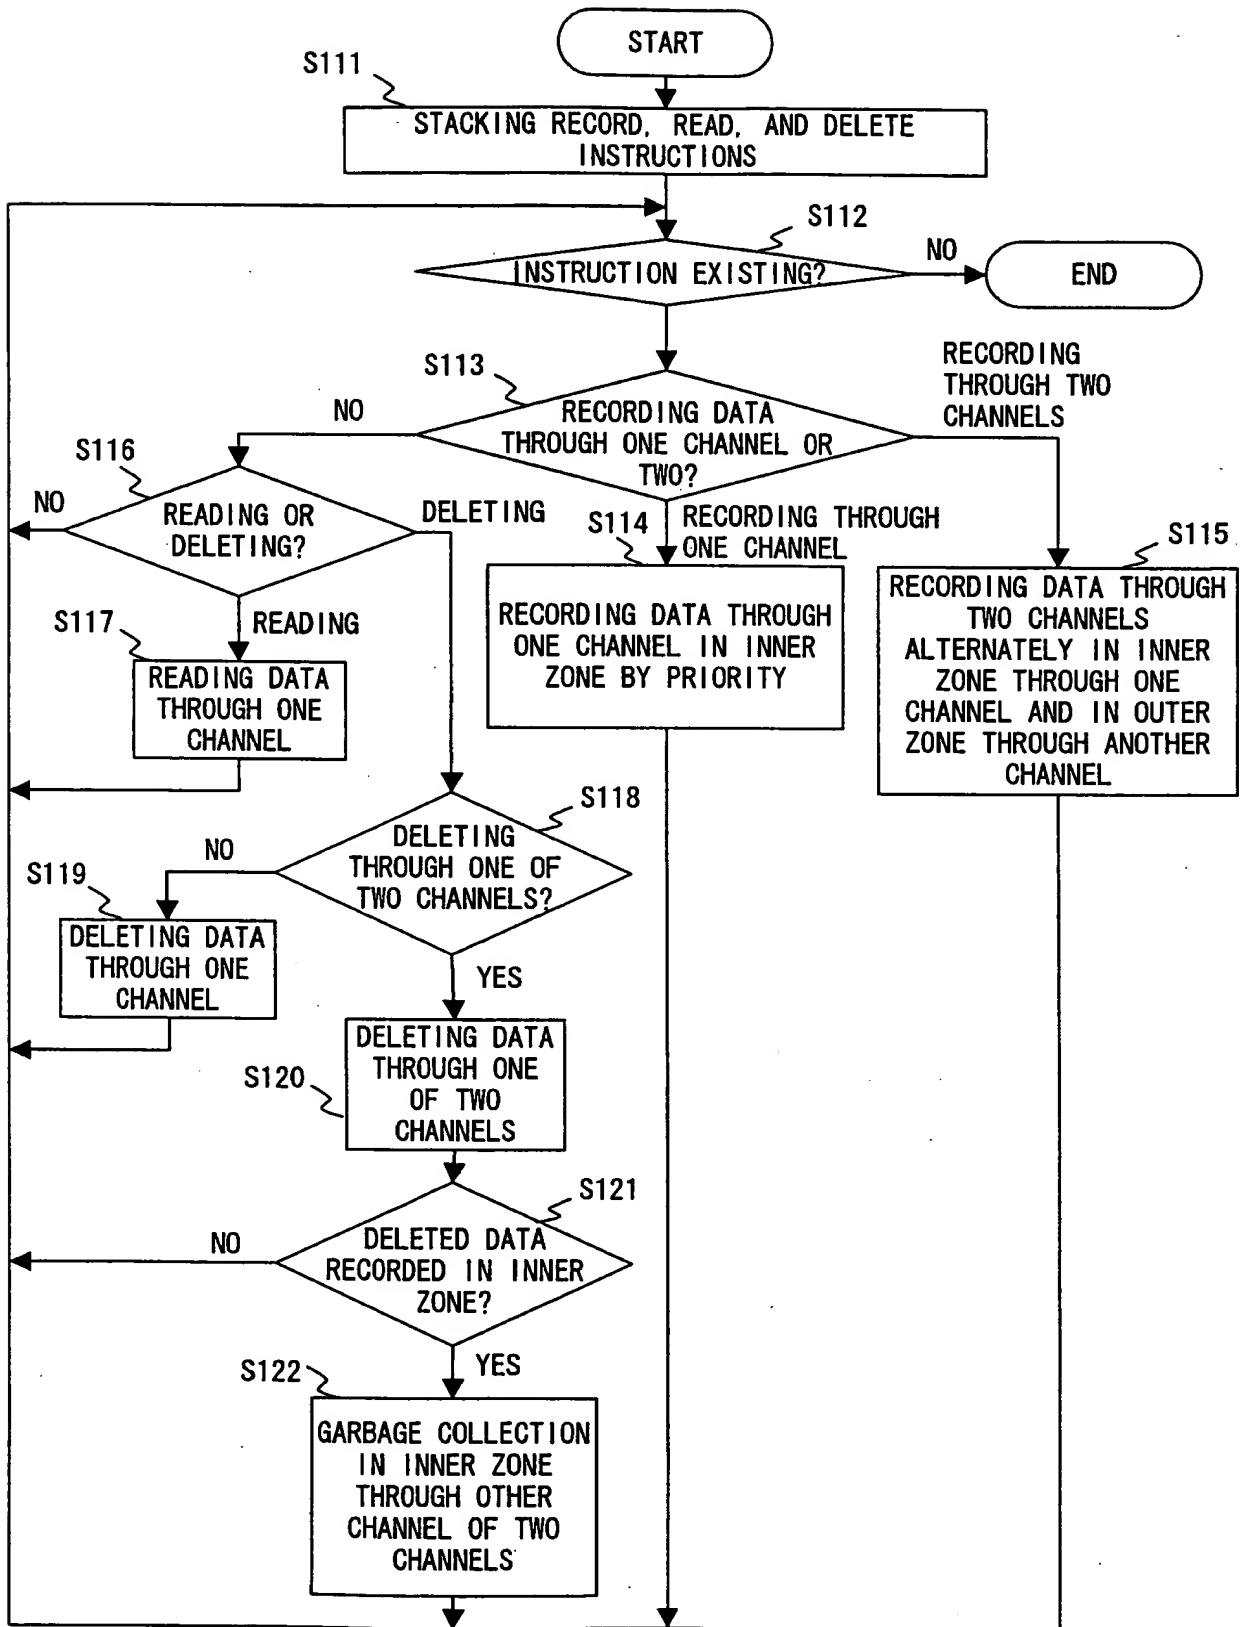 START
S111
STACKING RECORD, READ, AND DELETE
INSTRUCTIONS
S112
INSTRUCTION EXISTING?
NO
END
S113
RECORDING DATA
THROUGH ONE CHANNEL OR
TWO?
NO
RECORDING
THROUGH TWO
CHANNELS
S116
READING OR
DELETING?
NO
DELETING
S114
RECORDING THROUGH
ONE CHANNEL
S115
RECORDING DATA THROUGH
ONE CHANNEL IN INNER
ZONE BY PRIORITY
RECORDING DATA THROUGH
TWO CHANNELS
ALTERNATELY IN INNER
ZONE THROUGH ONE
CHANNEL AND IN OUTER
ZONE THROUGH ANOTHER
CHANNEL
S117
READING
READING DATA
THROUGH ONE
CHANNEL
S118
DELETING
THROUGH ONE OF
TWO CHANNELS?
NO
S119
DELETING DATA
THROUGH ONE
CHANNEL
YES
S120
DELETING DATA
THROUGH ONE
OF TWO
CHANNELS
S121
DELETED DATA
RECORDED IN INNER
ZONE?
NO
YES
S122
GARBAGE COLLECTION
IN INNER ZONE
THROUGH OTHER
CHANNEL OF TWO
CHANNELS